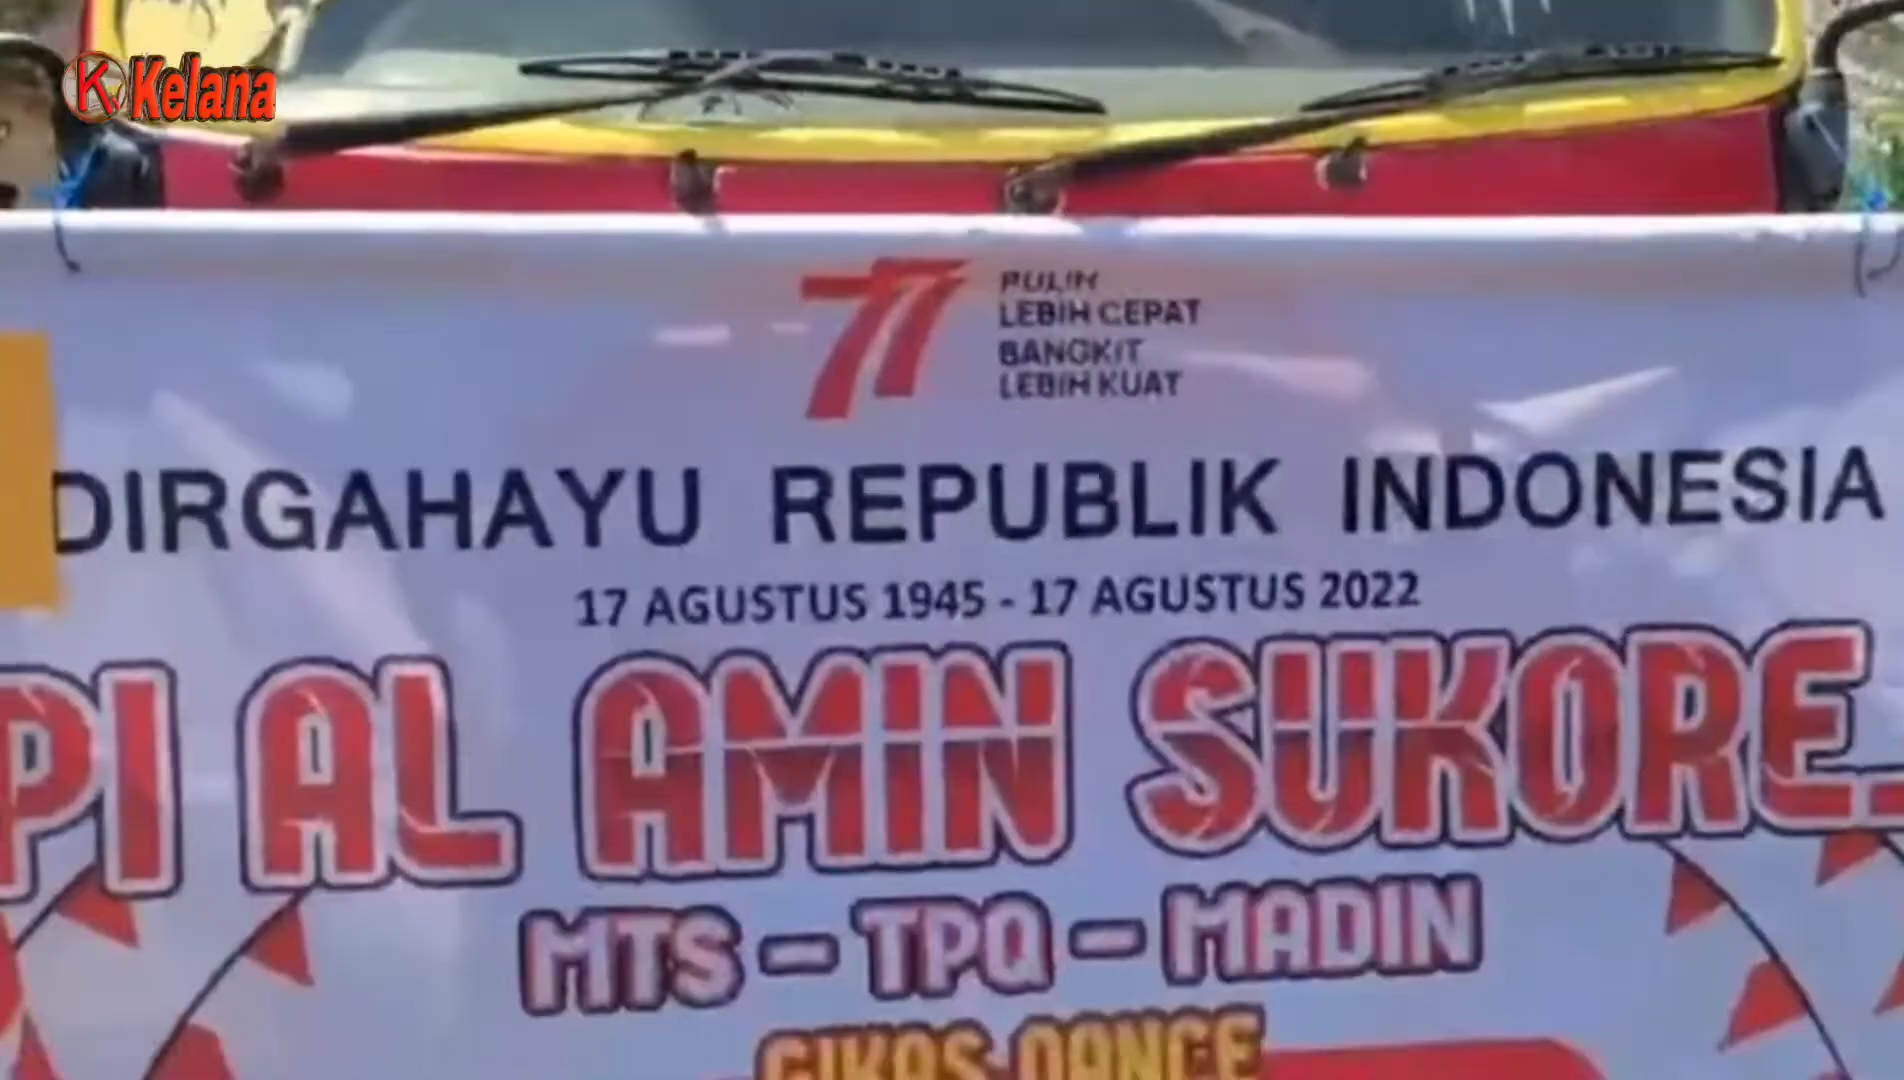 Kelana
77
PULIH
LEBIH CEPAT
BANGKIT
LEBIH KUAT
DIRGAHAYU REPUBLIK INDONESIA
17 AGUSTUS 1945 - 17 AGUSTUS 2022
PI AL AMIN SUKORE
MTS - TPQ - MADIN